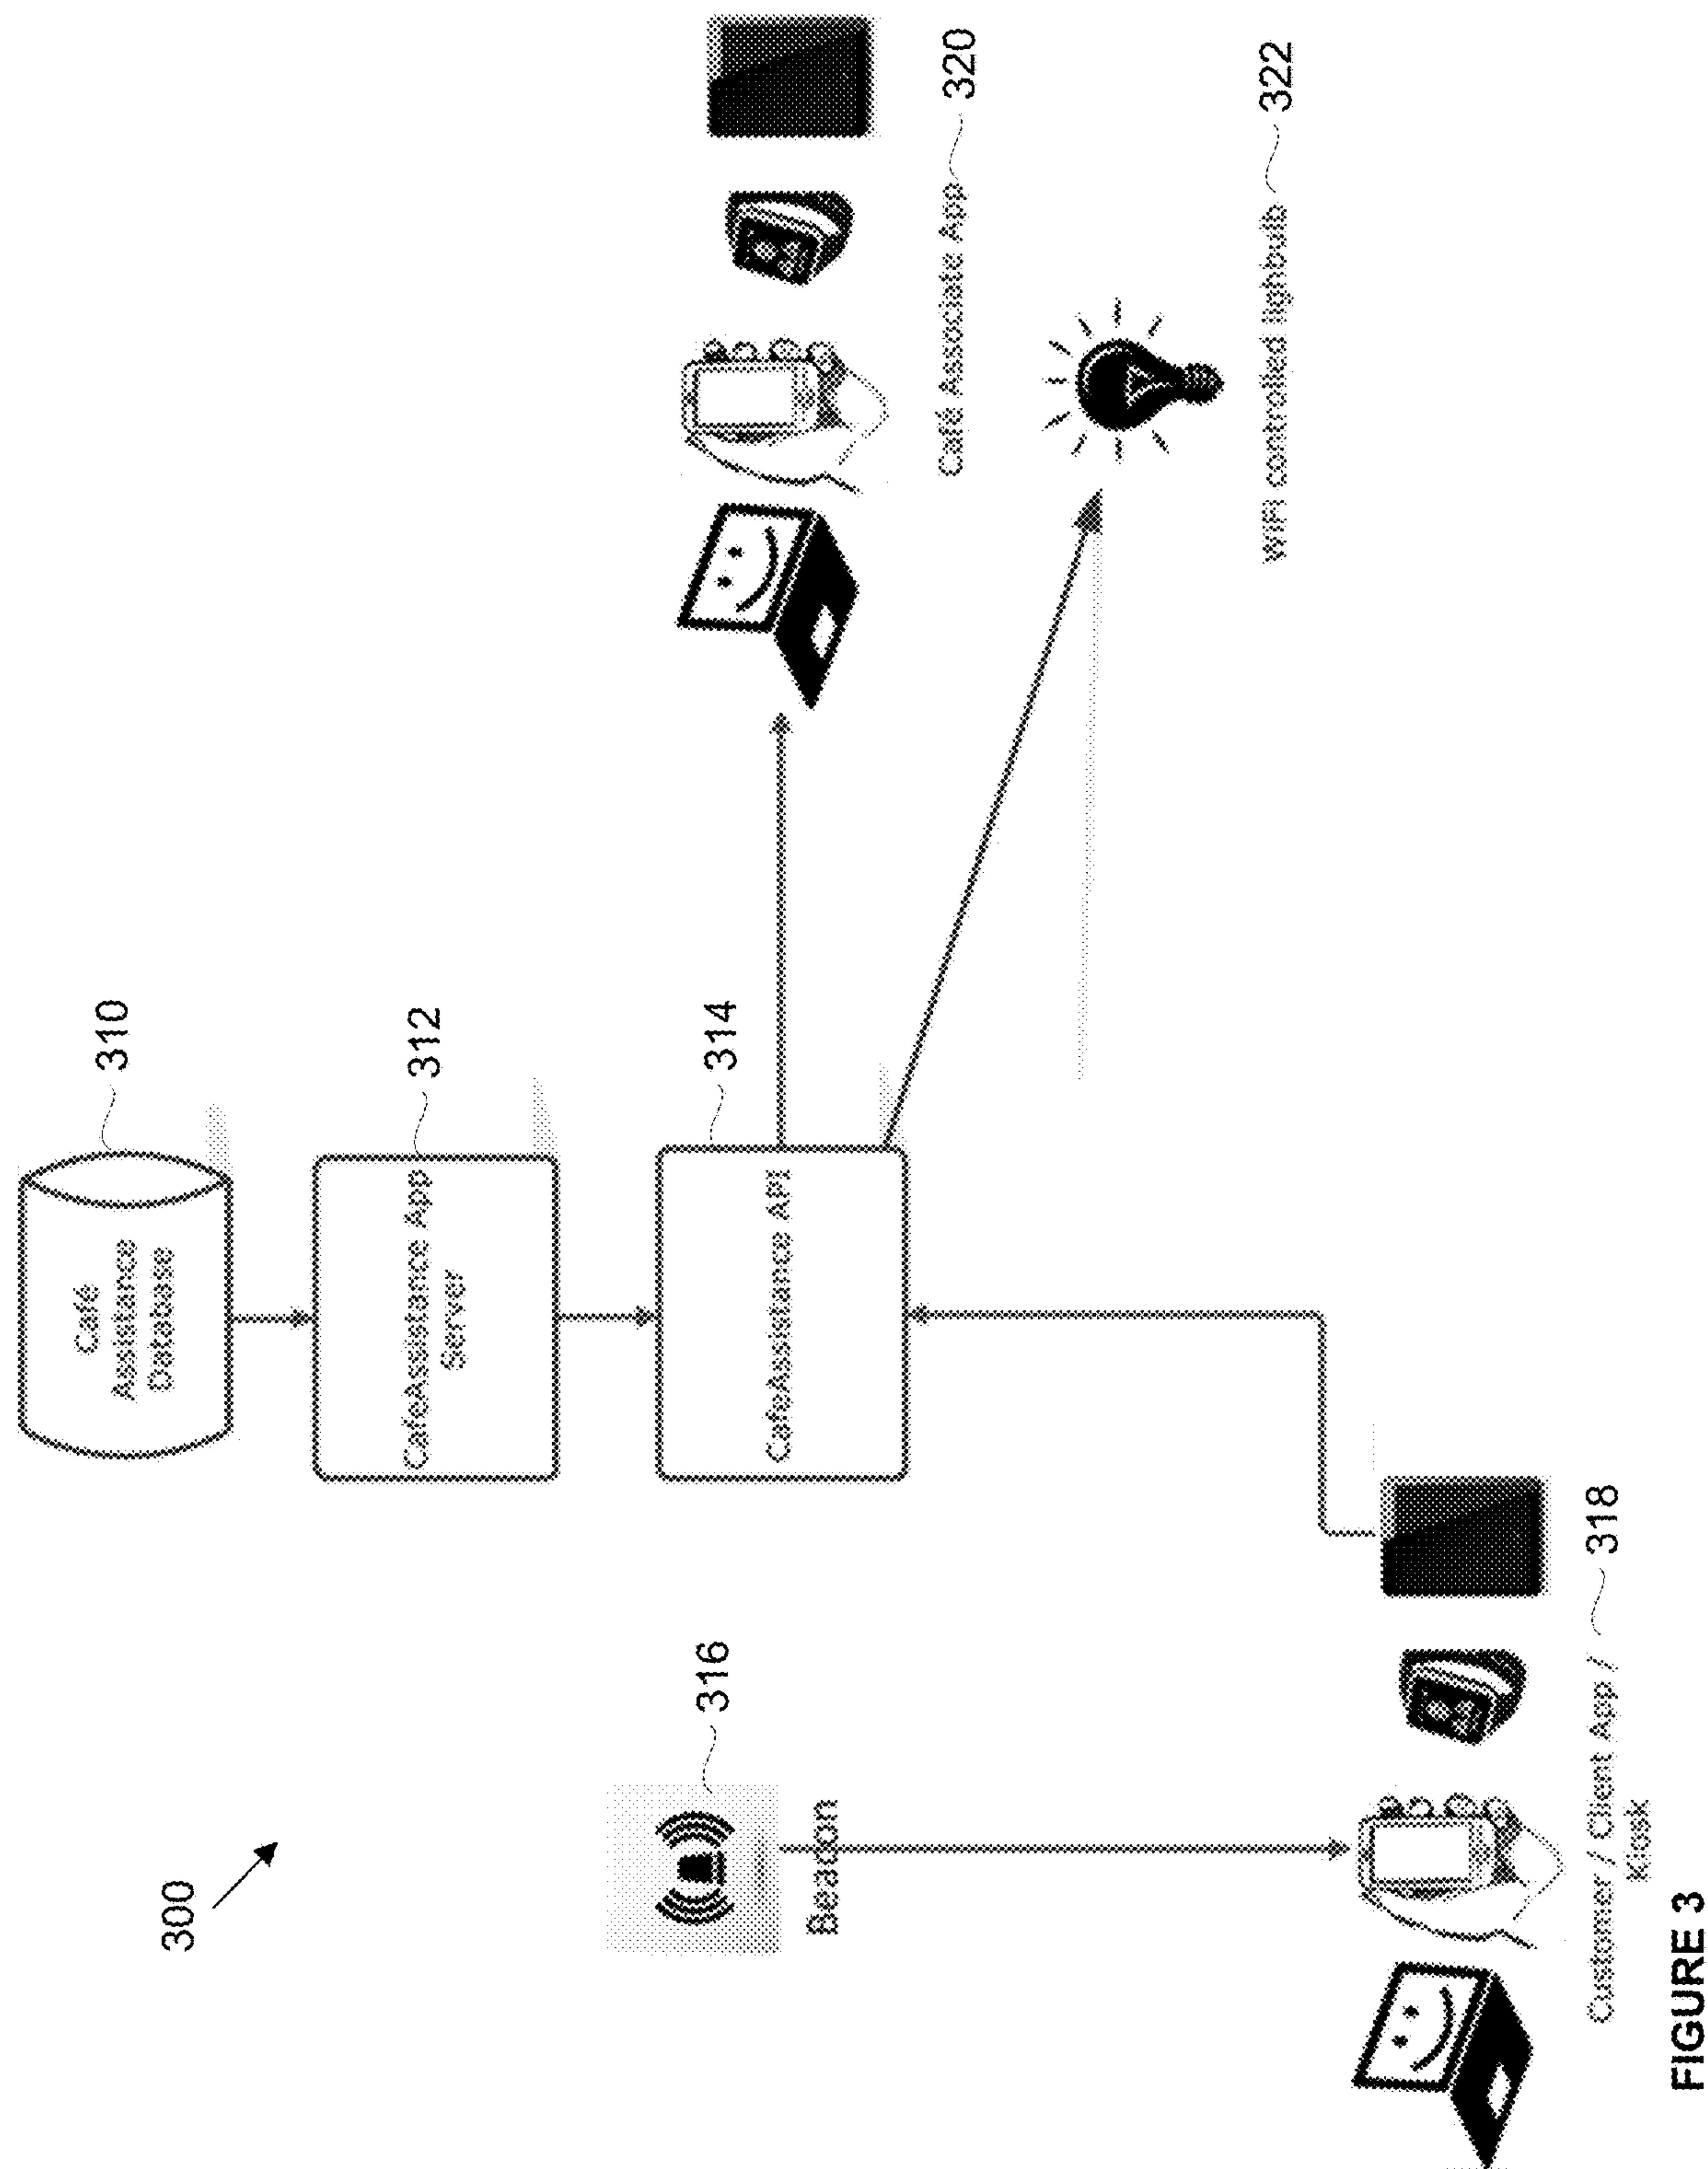 300
Café
Assistance
Database
310
CafeAssistance App
Server
312
CafeAssistance API
314
316
Beacon
Café Associate App
320
WiFi controlled lighbulb
322
Customer / Client App /
Kiosk
318
FIGURE 3